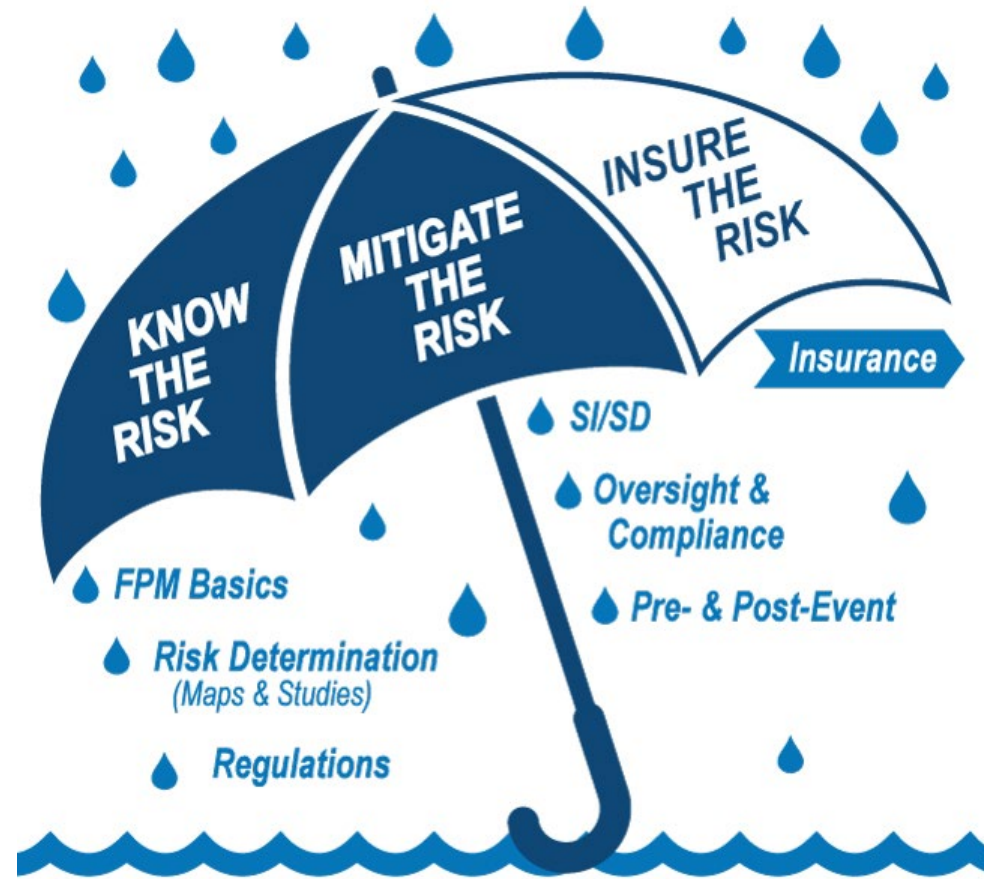 KNOW
THE
RISK
MITIGATE
THE
RISK
INSURE
THE
RISK
Insurance
SI/SD
Oversight &
Compliance
Pre- & Post-Event
FPM Basics
Risk Determination
(Maps & Studies)
Regulations